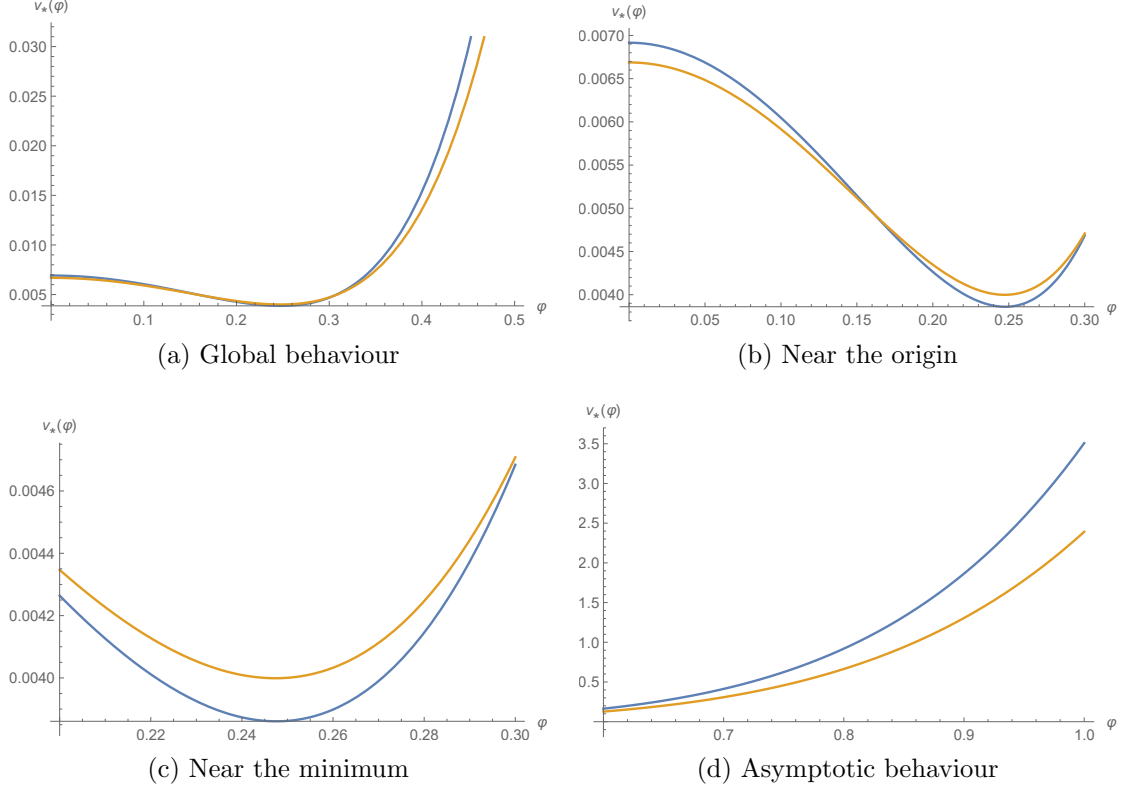 v*(φ)
0.030
0.025
0.020
0.015
0.010
0.005
0.1 0.2 0.3 0.4 0.5 φ
(a) Global behaviour
v*(φ)
0.0070
0.0065
0.0060
0.0055
0.0050
0.0045
0.0040
0.05 0.10 0.15 0.20 0.25 0.30 φ
(b) Near the origin
v*(φ)
0.0046
0.0044
0.0042
0.0040
0.22 0.24 0.26 0.28 0.30 φ
(c) Near the minimum
v*(φ)
3.5
3.0
2.5
2.0
1.5
1.0
0.5
0.7 0.8 0.9 1.0 φ
(d) Asymptotic behaviour